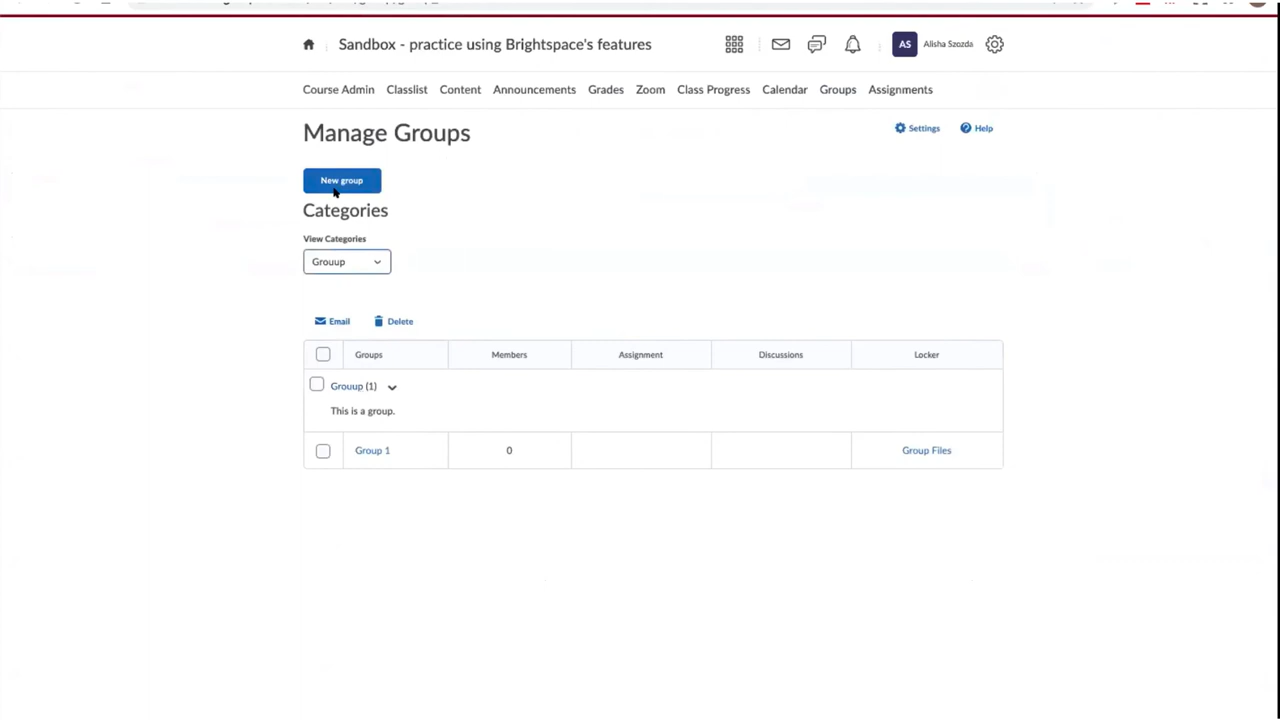 Sandbox - practice using Brightspace's features
AS Alisha Szozda
Course Admin Classlist Content Announcements Grades Zoom Class Progress Calendar Groups Assignments
Manage Groups
Settings Help
New group
Categories
View Categories
Grouup
Email Delete
Groups Members Assignment Discussions Locker
Grouup (1)
This is a group.
Group 1 0 Group Files